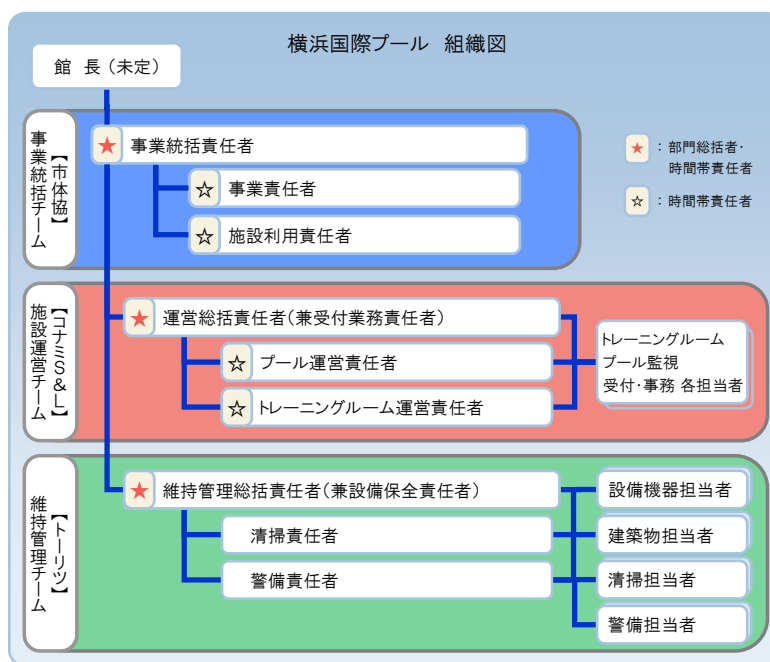 横浜国際プール 組織図
館 長（未定）
事業統括チーム
【市体協】
★ 事業統括責任者
☆ 事業責任者
☆ 施設利用責任者
★ ：部門総括者・
時間帯責任者
☆ ：時間帯責任者
施設運営チーム
【コナミS&L】
★ 運営総括責任者（兼受付業務責任者）
☆ プール運営責任者
☆ トレーニングルーム運営責任者
トレーニングルーム
プール監視
受付・事務 各担当者
維持管理チーム
【トーリツ】
★ 維持管理総括責任者（兼設備保全責任者）
清掃責任者
警備責任者
設備機器担当者
建築物担当者
清掃担当者
警備担当者